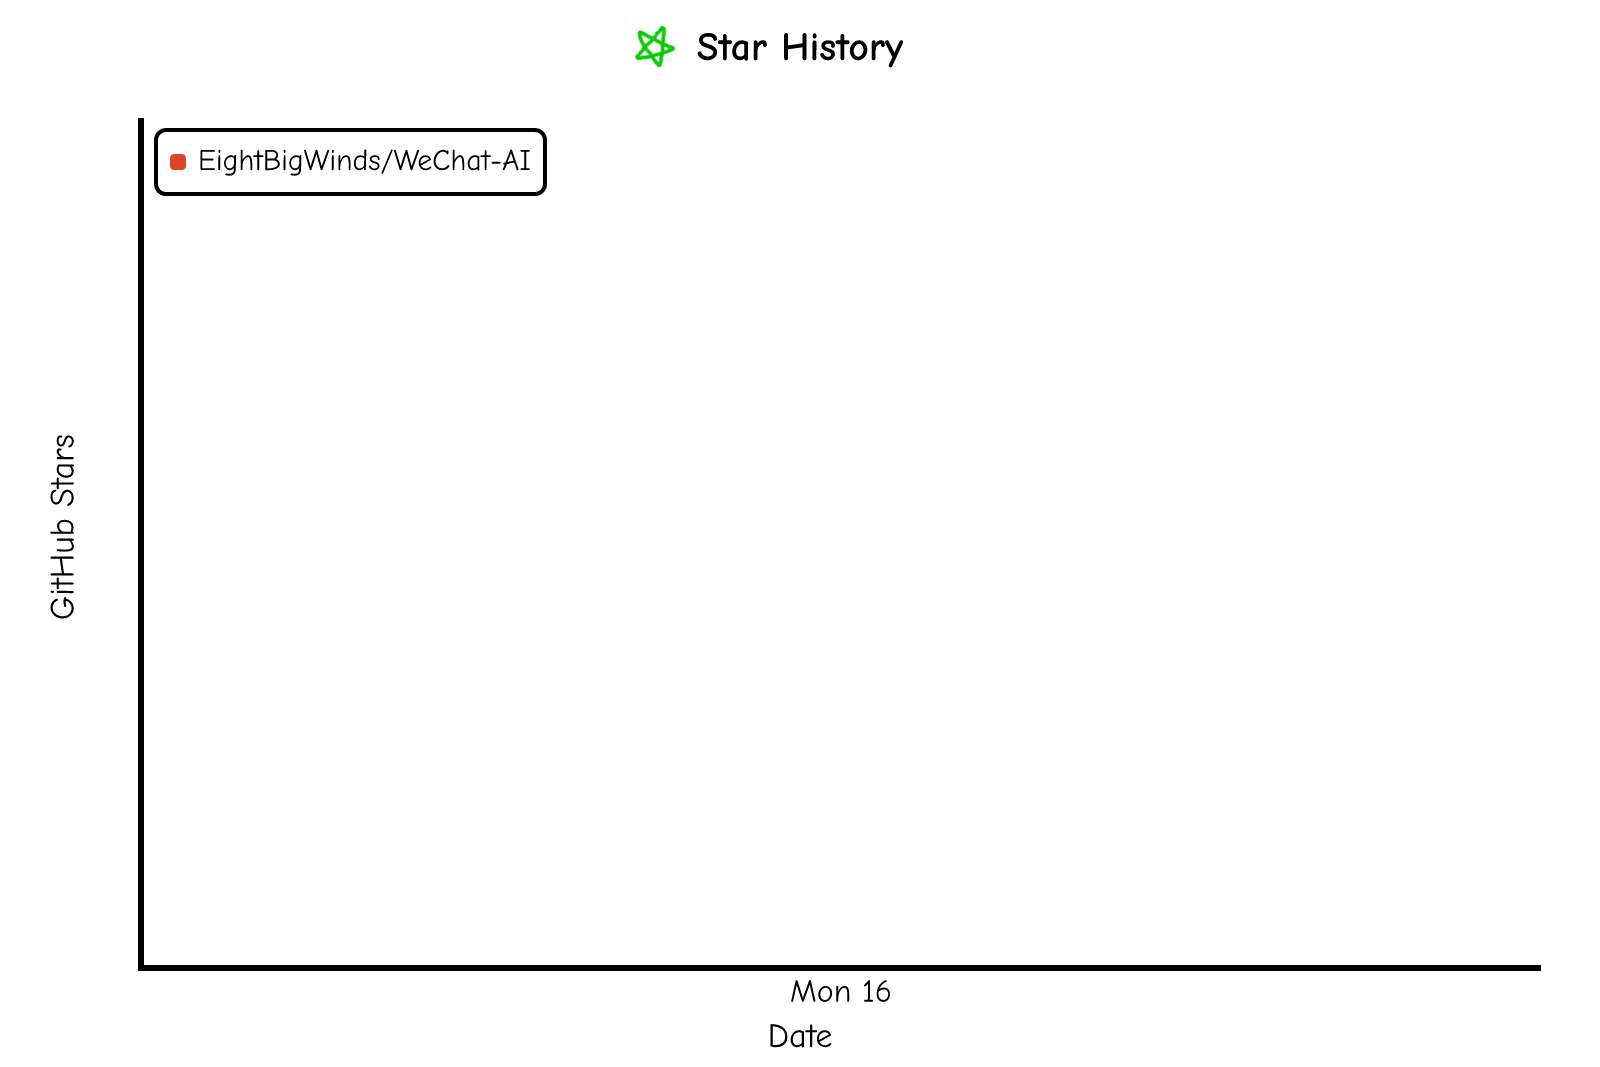 Star History
EightBigWinds/WeChat-AI
GitHub Stars
Mon 16
Date